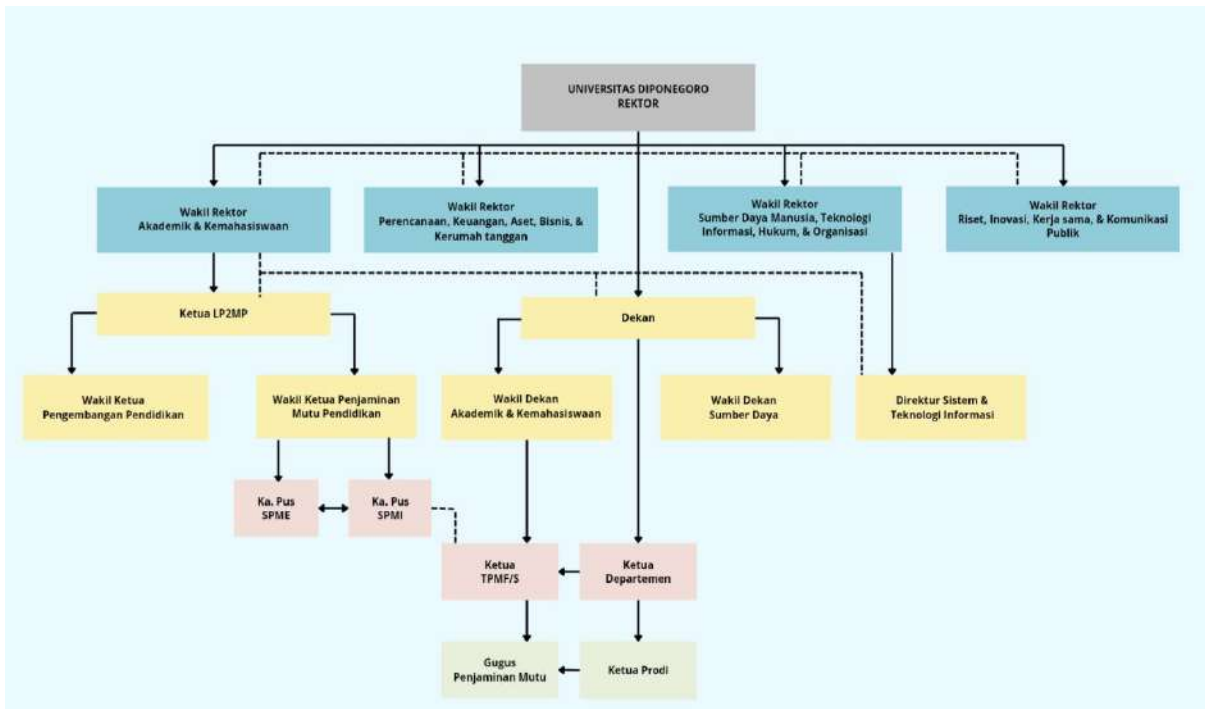 UNIVERSITAS DIPONEGORO
REKTOR
Wakil Rektor
Akademik & Kemahasiswaan
Wakil Rektor
Perencanaan, Keuangan, Aset, Bisnis, &
Kerumah tanggan
Wakil Rektor
Sumber Daya Manusia, Teknologi
Informasi, Hukum, & Organisasi
Wakil Rektor
Riset, Inovasi, Kerja sama, & Komunikasi
Publik
Ketua LP2MP
Dekan
Wakil Ketua
Pengembangan Pendidikan
Wakil Ketua Penjaminan
Mutu Pendidikan
Wakil Dekan
Akademik & Kemahasiswaan
Wakil Dekan
Sumber Daya
Direktur Sistem &
Teknologi Informasi
Ka. Pus
SPME
Ka. Pus
SPMI
Ketua
TPMF/S
Ketua
Departemen
Gugus
Penjaminan Mutu
Ketua Prodi